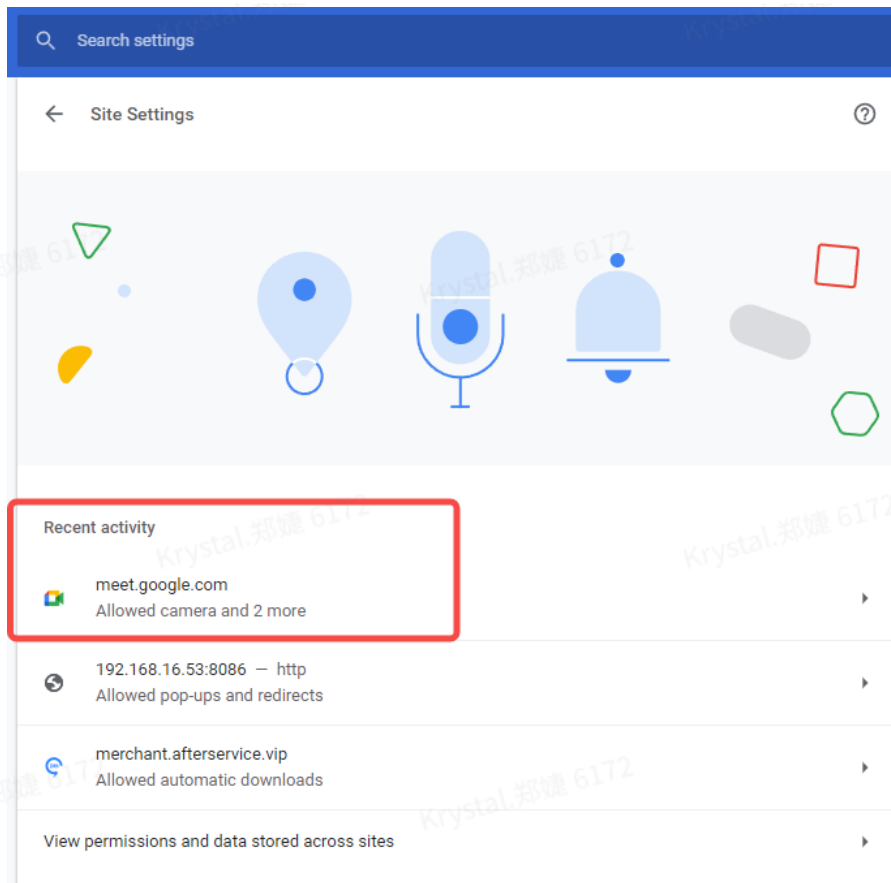 Search settings
Site Settings
Recent activity
meet.google.com
Allowed camera and 2 more
192.168.16.53:8086 — http
Allowed pop-ups and redirects
merchant.afterservice.vip
Allowed automatic downloads
View permissions and data stored across sites
Krystal.郑婕 6172